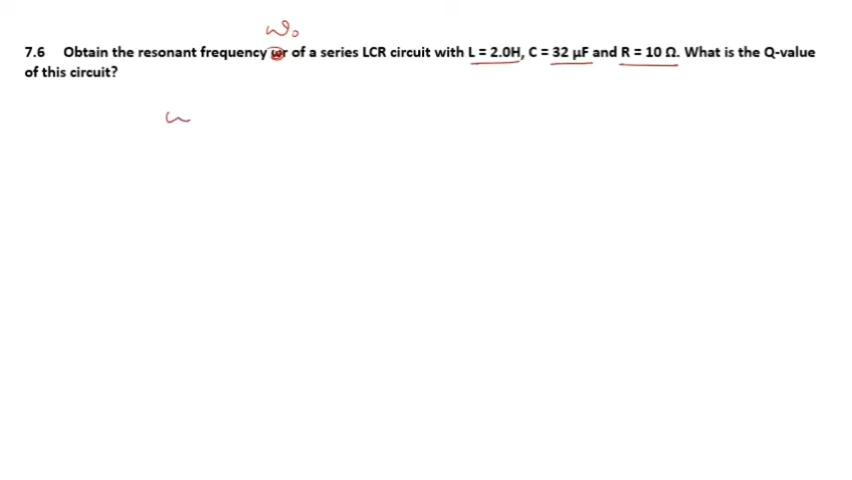 ω₀
7.6 Obtain the resonant frequency ωr of a series LCR circuit with L = 2.0H, C = 32 µF and R = 10 Ω. What is the Q-value
of this circuit?